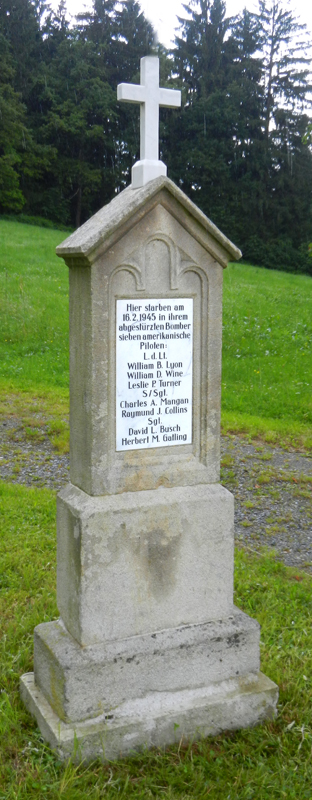 Hier starben am
16.2.1945 in ihrem
abgestürzten Bomber
sieben amerikanische
Piloten:
L.d.Lt.
William B. Lyon
William D. Wine
Leslie P. Turner
S/Sgt.
Charles A. Mangan
Raymund J. Collins
Sgt.
David L. Busch
Herbert M. Gatling